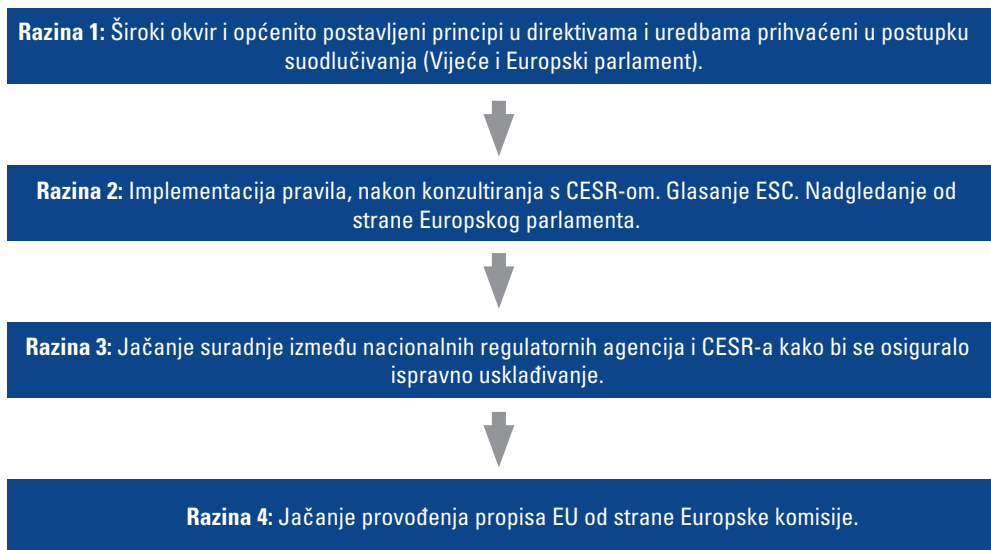 Razina 1: Široki okvir i općenito postavljeni principi u direktivama i uredbama prihvaćeni u postupku
suodlučivanja (Vijeće i Europski parlament).
Razina 2: Implementacija pravila, nakon konzultiranja s CESR-om. Glasanje ESC. Nadgledanje od
strane Europskog parlamenta.
Razina 3: Jačanje suradnje između nacionalnih regulatornih agencija i CESR-a kako bi se osiguralo
ispravno usklađivanje.
Razina 4: Jačanje provođenja propisa EU od strane Europske komisije.